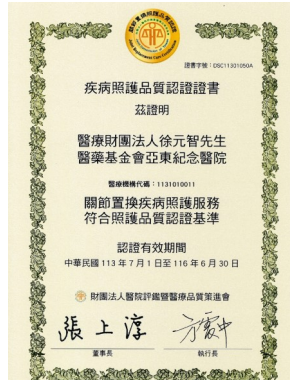 證書字號：DSC11301050A
疾病照護品質認證證書
茲證明
醫療財團法人徐元智先生
醫藥基金會亞東紀念醫院
醫療機構代碼：1131010011
關節置換疾病照護服務
符合照護品質認證基準
認證有效期間
中華民國 113 年 7 月 1 日至 116 年 6 月 30 日
財團法人醫院評鑑暨醫療品質策進會
張上淳
董事長
執行長